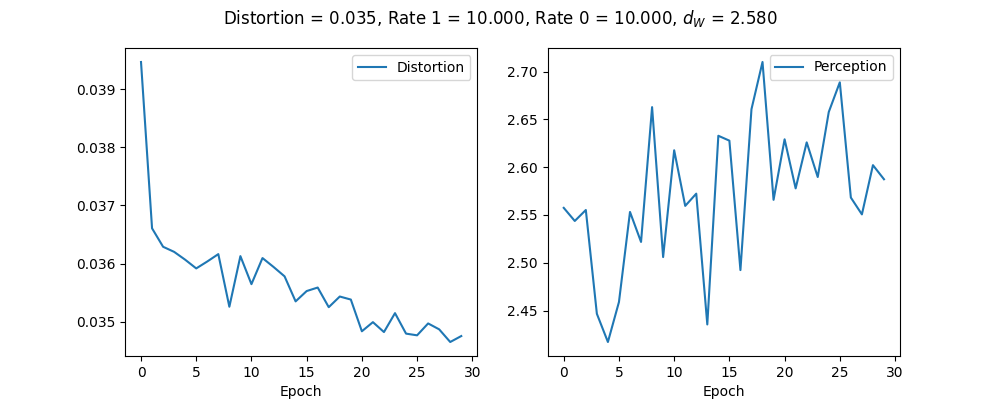 Distortion = 0.035, Rate 1 = 10.000, Rate 0 = 10.000, d_W = 2.580
Distortion
0.039
0.038
0.037
0.036
0.035
0 5 10 15 20 25 30
Epoch
Perception
2.70
2.65
2.60
2.55
2.50
2.45
0 5 10 15 20 25 30
Epoch